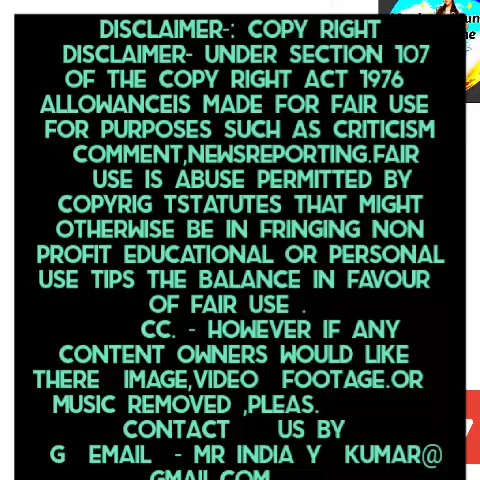 DISCLAIMER-: COPY RIGHT
DISCLAIMER- UNDER SECTION 107
OF THE COPY RIGHT ACT 1976
ALLOWANCEIS MADE FOR FAIR USE
FOR PURPOSES SUCH AS CRITICISM
COMMENT,NEWSREPORTING.FAIR
USE IS ABUSE PERMITTED BY
COPYRIG TSTATUTES THAT MIGHT
OTHERWISE BE IN FRINGING NON
PROFIT EDUCATIONAL OR PERSONAL
USE TIPS THE BALANCE IN FAVOUR
OF FAIR USE .
CC. - HOWEVER IF ANY
CONTENT OWNERS WOULD LIKE
THERE IMAGE,VIDEO FOOTAGE.OR
MUSIC REMOVED ,PLEAS.
CONTACT US BY
G EMAIL - MR INDIA Y KUMAR@
GMAIL.COM